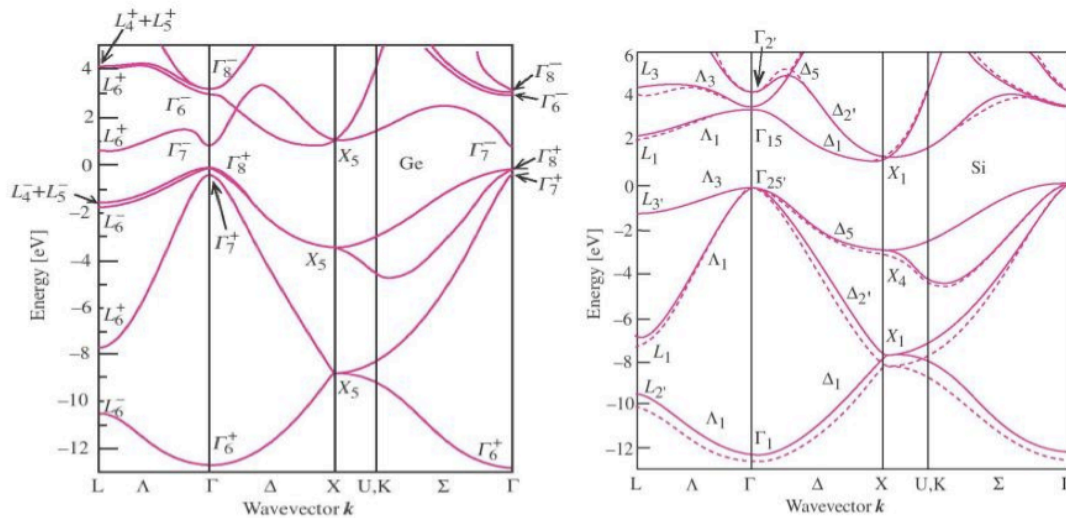 L₄⁺+L₅⁺
4
L₆⁺
Γ₈⁻
Γ₆⁻
Γ₈⁻
Γ₆⁻
2
L₆⁺
Γ₇⁻
X₅
Γ₇⁻
Ge
0
Γ₈⁺
Γ₈⁺
Γ₇⁺
L₄⁻+L₅⁻
−2
L₆⁻
Γ₇⁺
X₅
−4
−6
L₆⁺
−8
X₅
−10
L₆⁻
−12
Γ₆⁺
Γ₆⁺
Energy [eV]
L Λ Γ Δ X U,K Σ Γ
Wavevector k
6
Γ₂'
L₃
Λ₃
Δ₅
4
Δ₂'
2
L₁
Λ₁
Γ₁₅
Δ₁
X₁
Si
0
Λ₃
Γ₂₅'
L₃'
−2
Δ₅
X₄
Λ₁
−4
Δ₂'
−6
L₁
X₁
−8
L₂'
Δ₁
−10
Λ₁
−12
Γ₁
Energy [eV]
L Λ Γ Δ X U,K Σ
Wavevector k